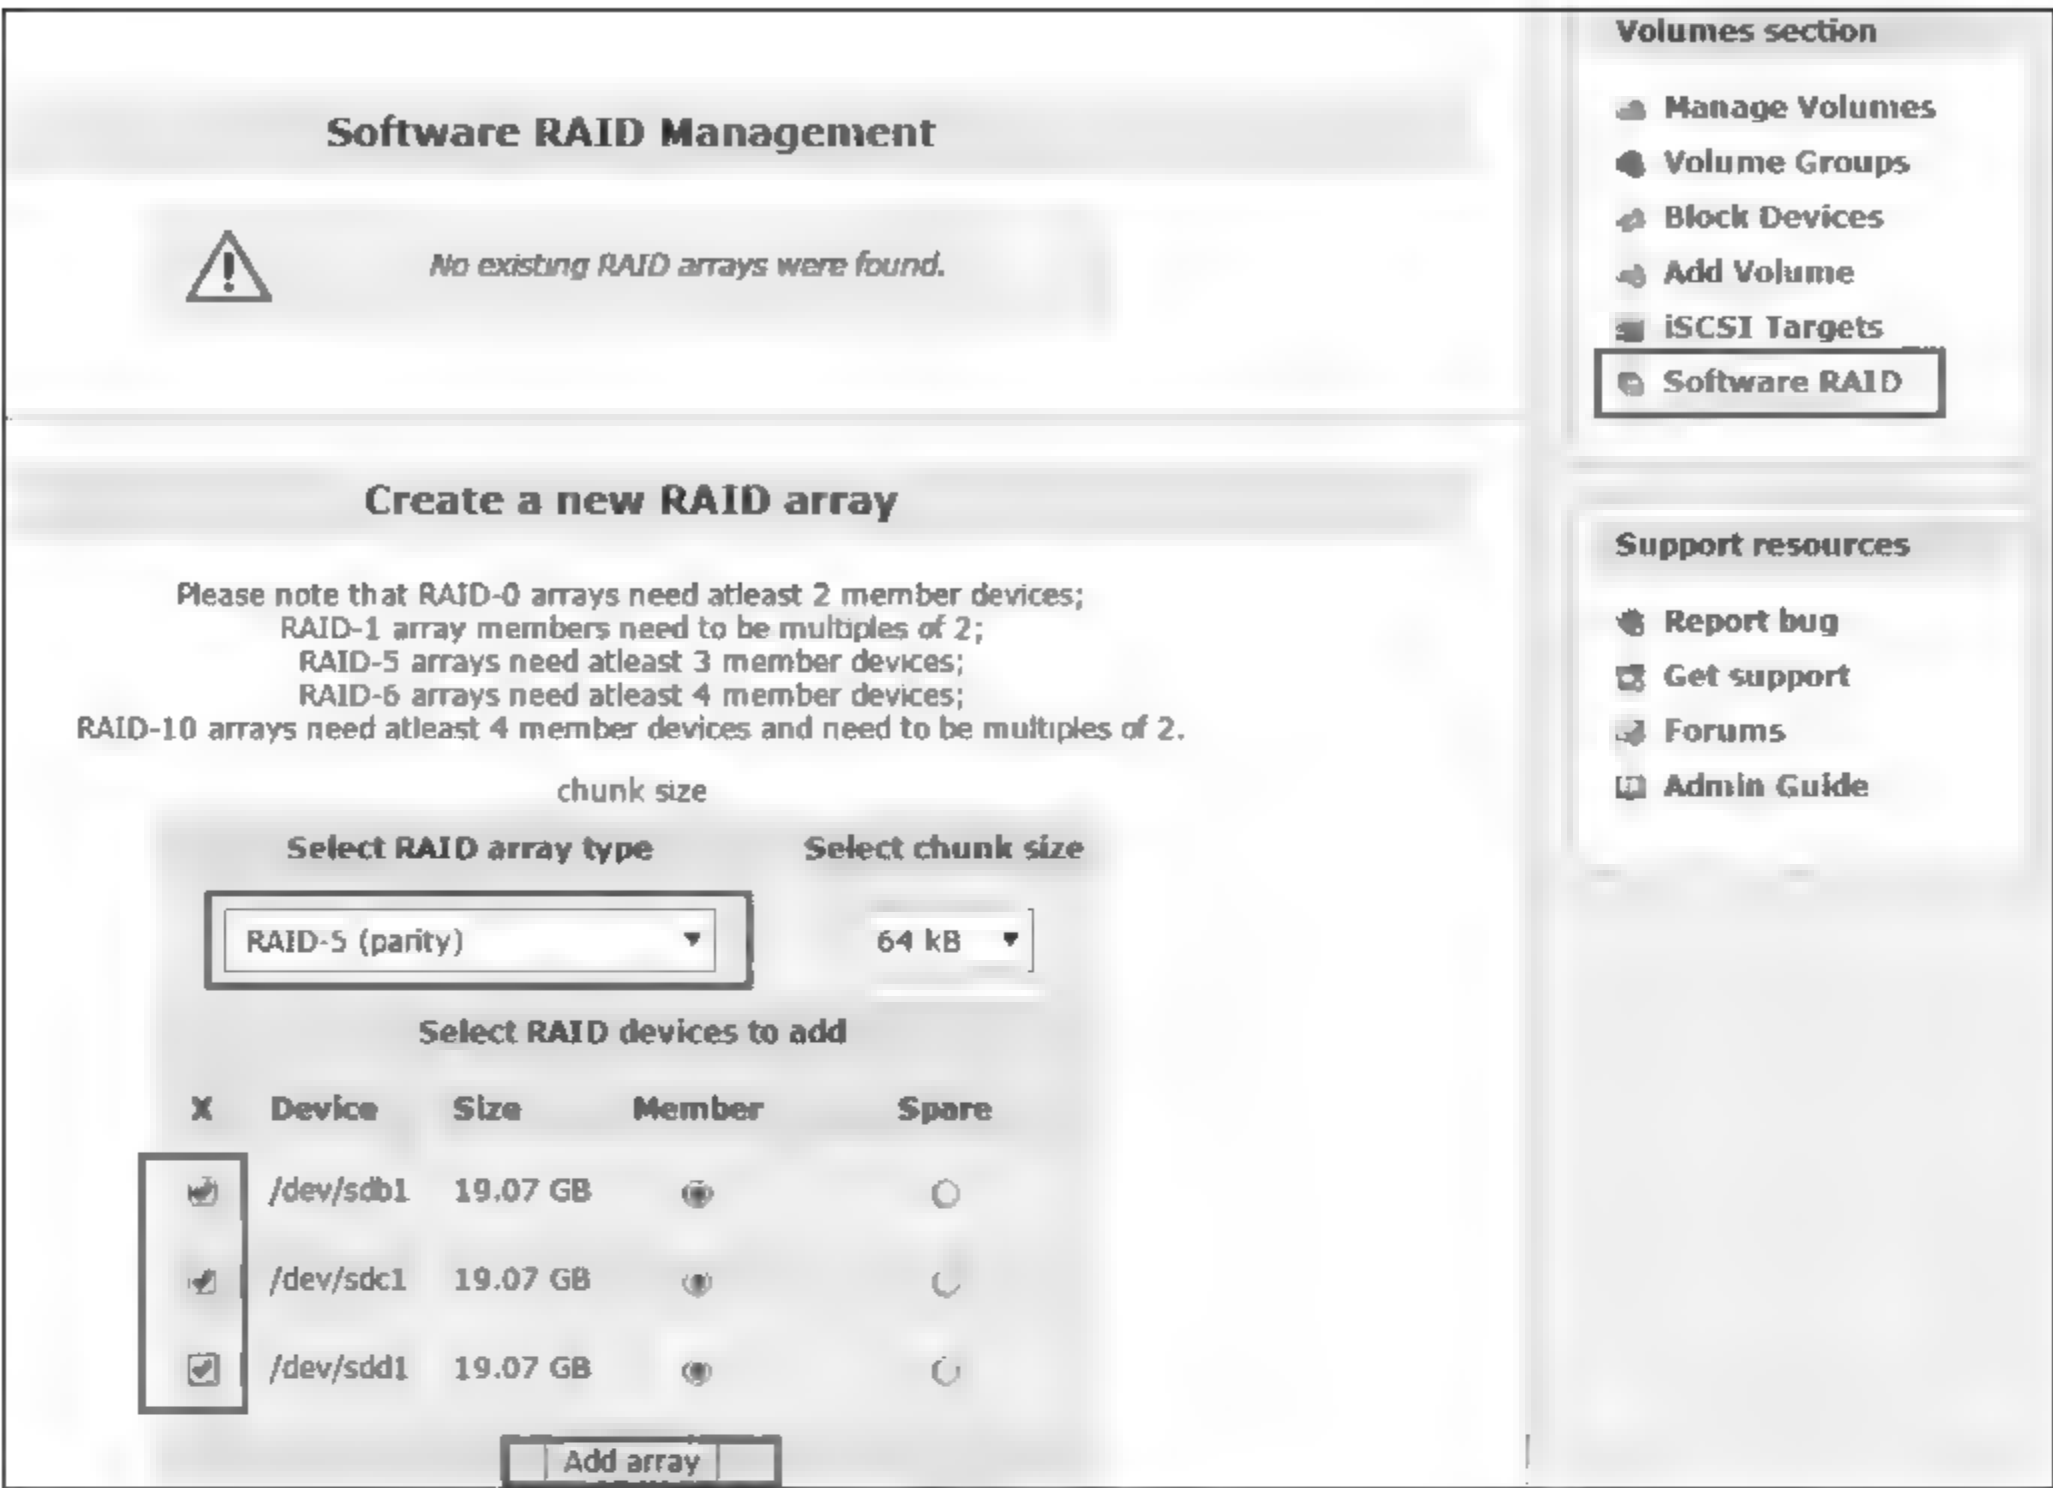 Software RAID Management
No existing RAID arrays were found.
Create a new RAID array
Please note that RAID-0 arrays need atleast 2 member devices;
RAID-1 array members need to be multiples of 2;
RAID-5 arrays need atleast 3 member devices;
RAID-6 arrays need atleast 4 member devices;
RAID-10 arrays need atleast 4 member devices and need to be multiples of 2.
chunk size
Select RAID array type Select chunk size
RAID-5 (parity) 64 kB
Select RAID devices to add
X Device Size Member Spare
/dev/sdb1 19.07 GB
/dev/sdc1 19.07 GB
/dev/sdd1 19.07 GB
Add array
Volumes section
Manage Volumes
Volume Groups
Block Devices
Add Volume
iSCSI Targets
Software RAID
Support resources
Report bug
Get support
Forums
Admin Guide